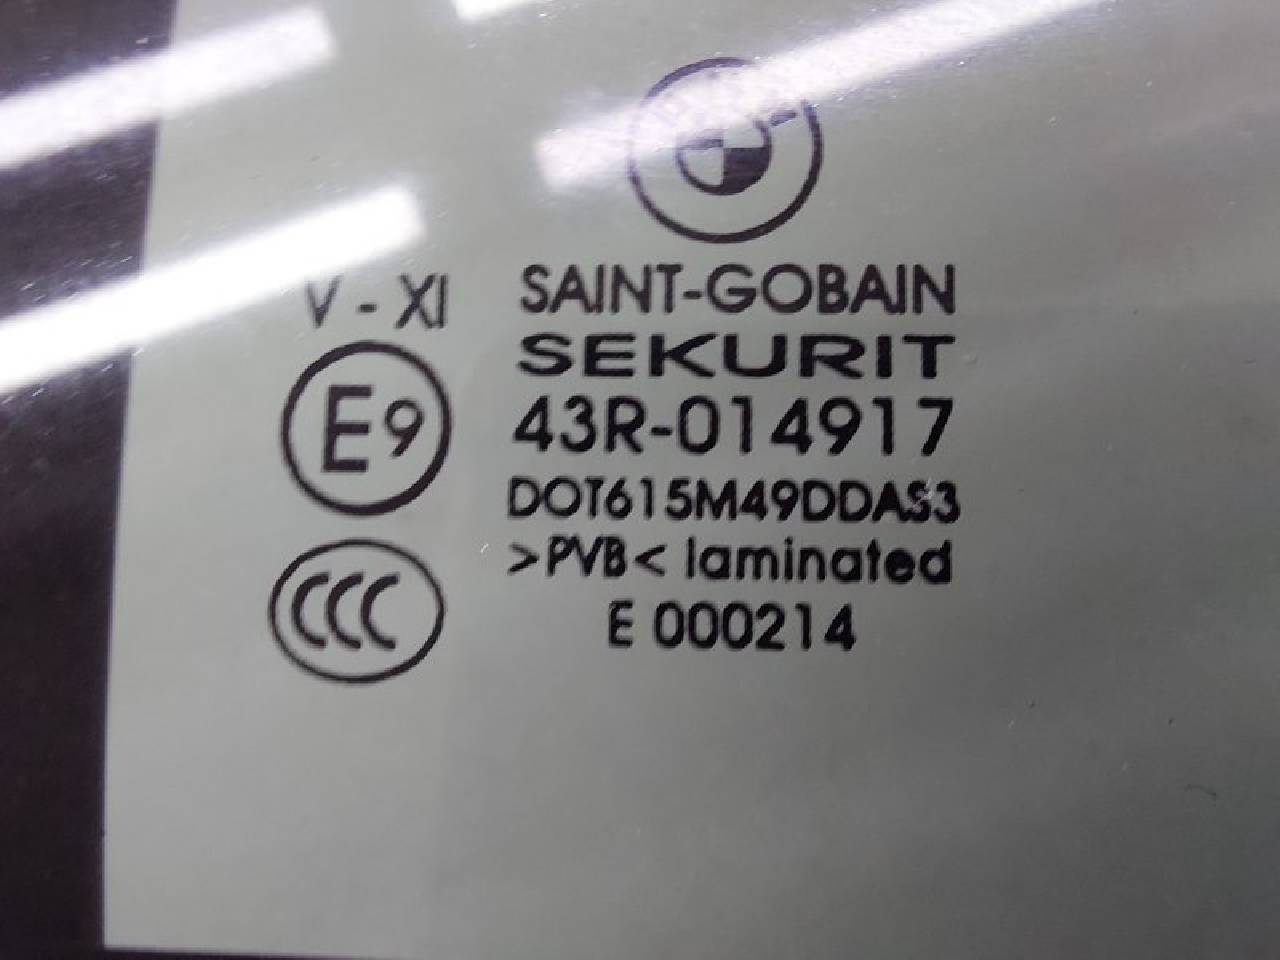 V - XI
SAINT-GOBAIN
SEKURIT
E9
43R-014917
DOT615M49DDAS3
>PVB< laminated
CCC
E 000214